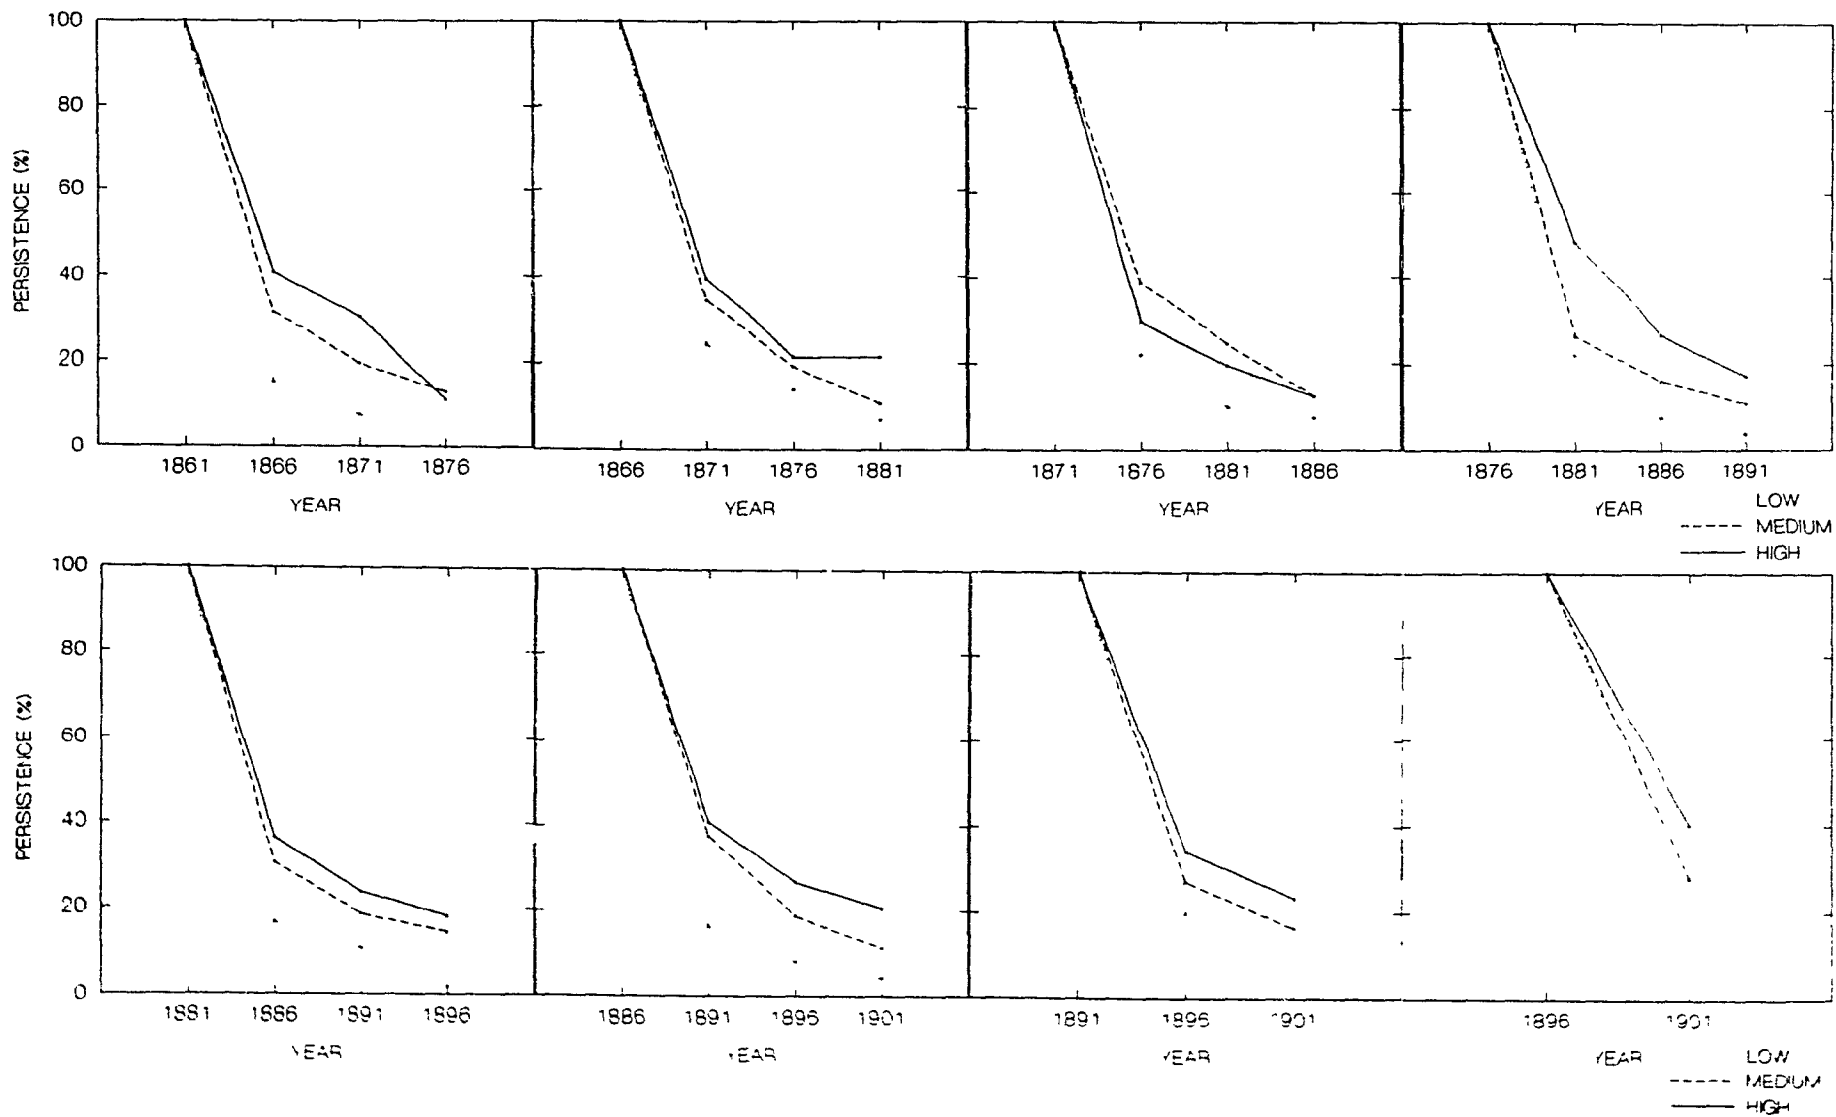 100
80
60
40
20
0
PERSISTENCE (%)
1861 1866 1871 1876
YEAR
1866 1871 1876 1881
YEAR
1871 1876 1881 1886
YEAR
1876 1881 1886 1891
YEAR
LOW
MEDIUM
HIGH
100
80
60
40
20
0
PERSISTENCE (%)
1881 1886 1891 1896
YEAR
1886 1891 1896 1901
YEAR
1891 1896 1901
YEAR
1896 1901
YEAR
LOW
MEDIUM
HIGH